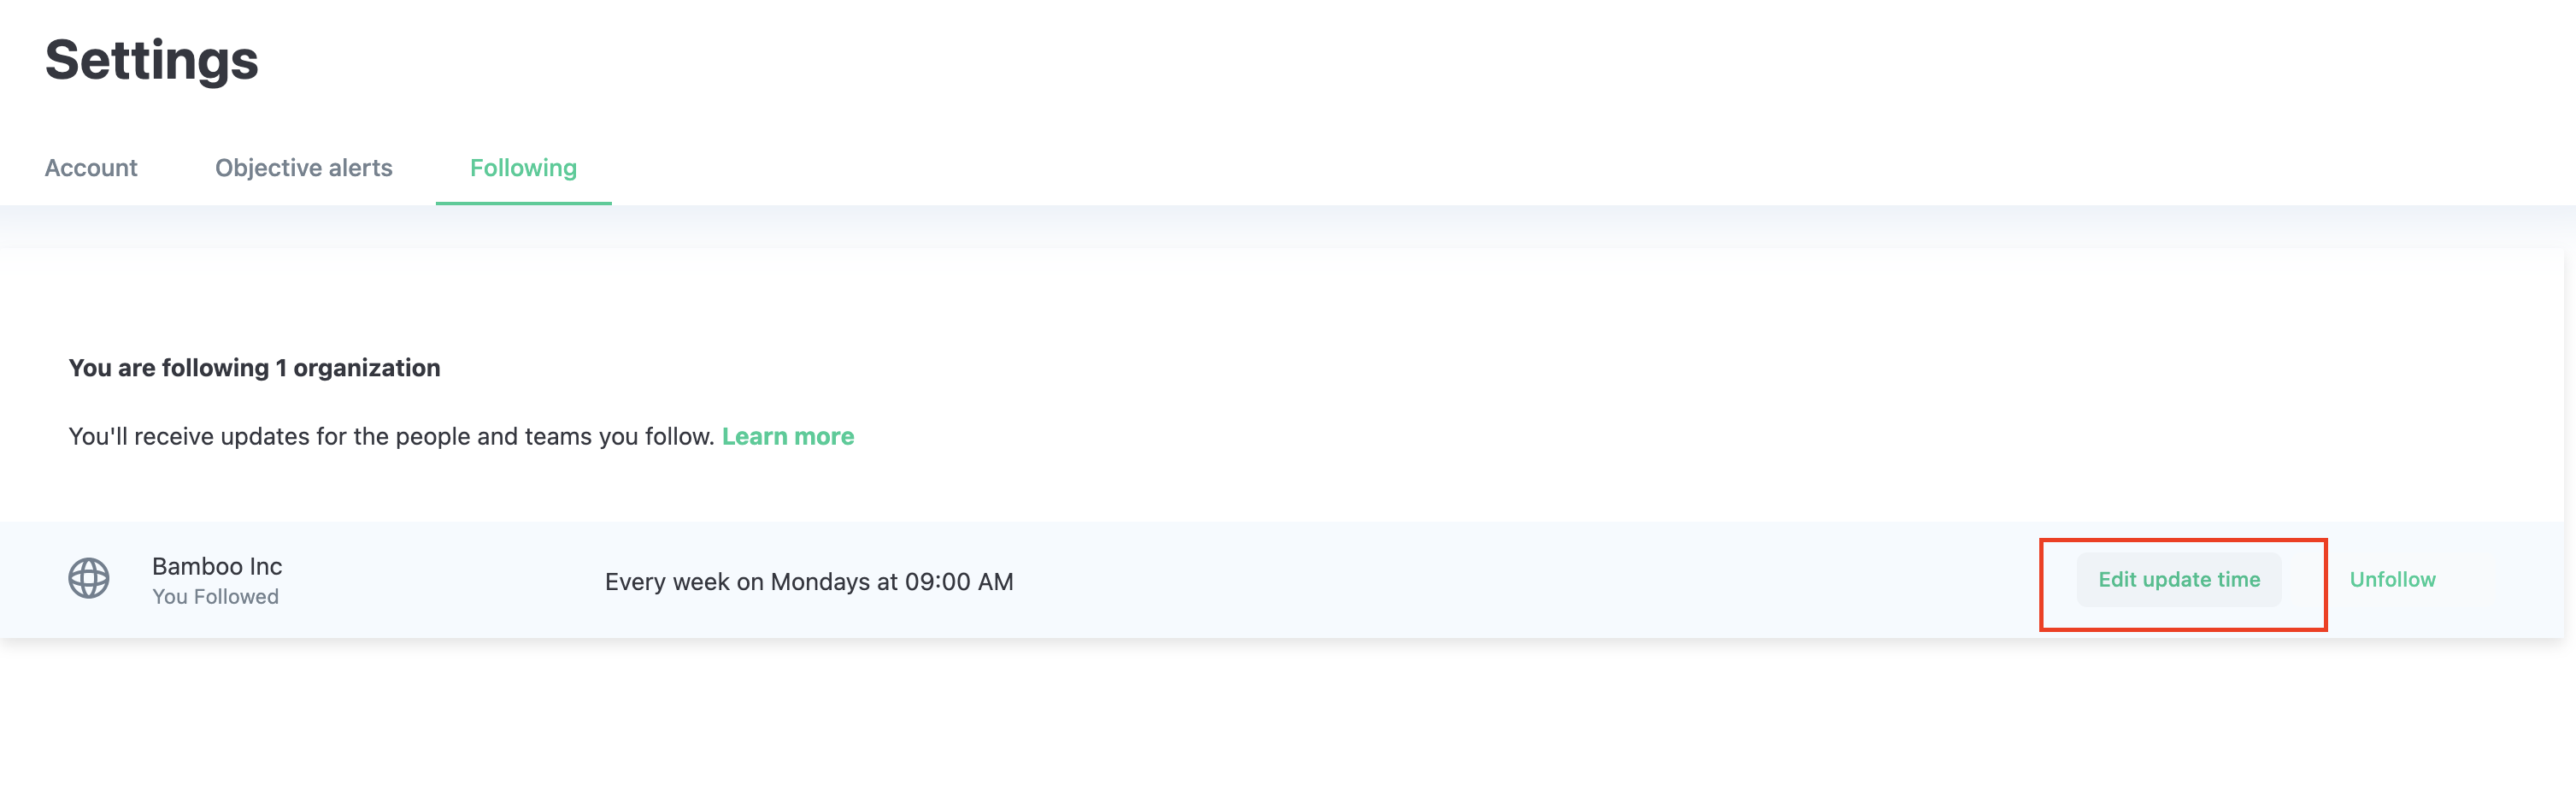 Settings
Account Objective alerts Following
You are following 1 organization
You'll receive updates for the people and teams you follow. Learn more
Bamboo Inc
You Followed
Every week on Mondays at 09:00 AM
Edit update time
Unfollow